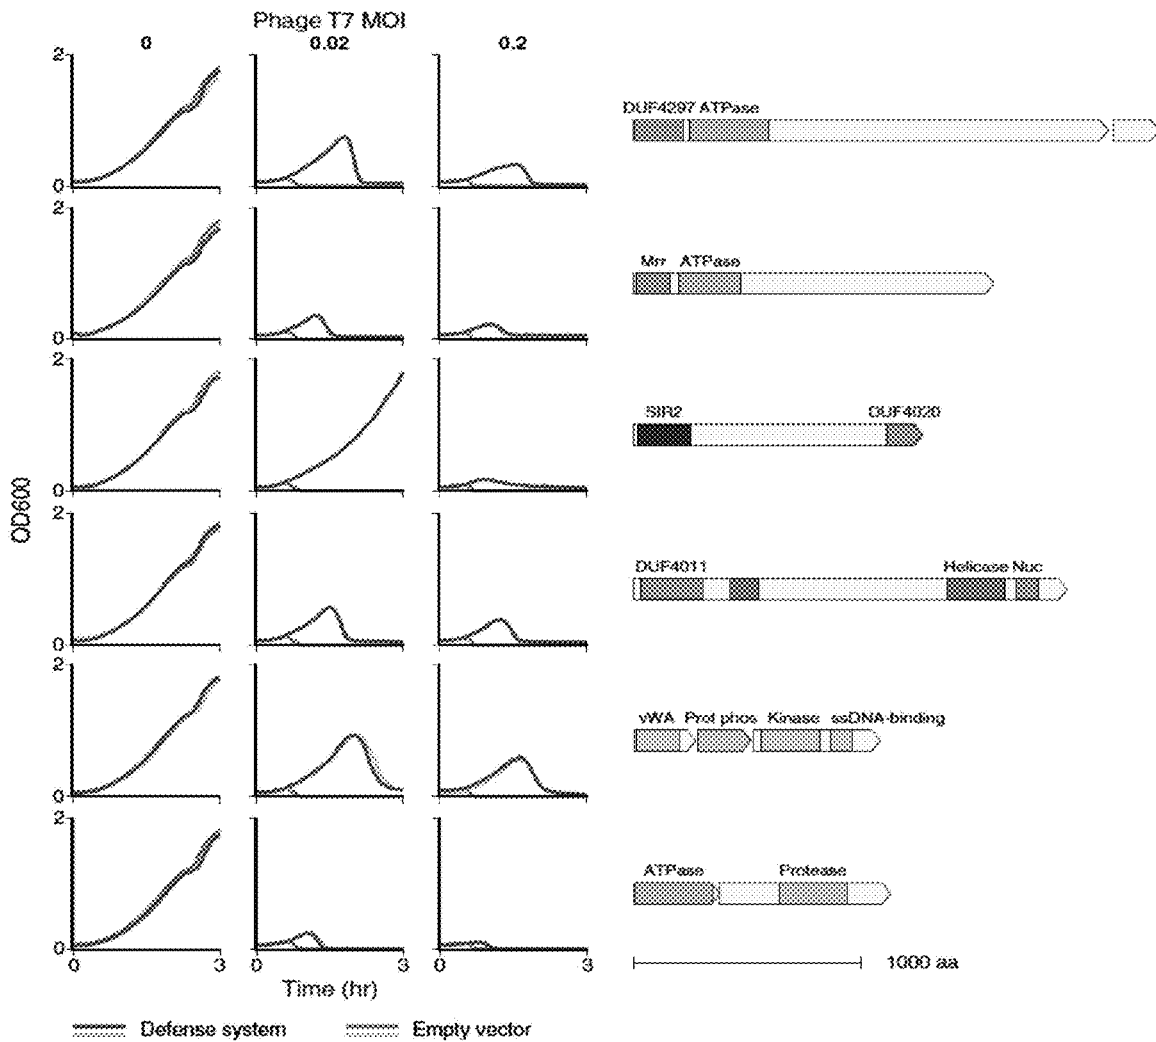 Phage T7 MOI
0 0.02 0.2
2
0
DUF4297 ATPase
2
0
Mrr ATPase
2
0
SIR2 DUF4020
OD600
2
0
DUF4011 Helicase Nuc
2
0
vWA Prot phos Kinase ssDNA-binding
2
0
ATPase Protease
0 3 0 3 0 3
Time (hr)
1000 aa
Defense system Empty vector